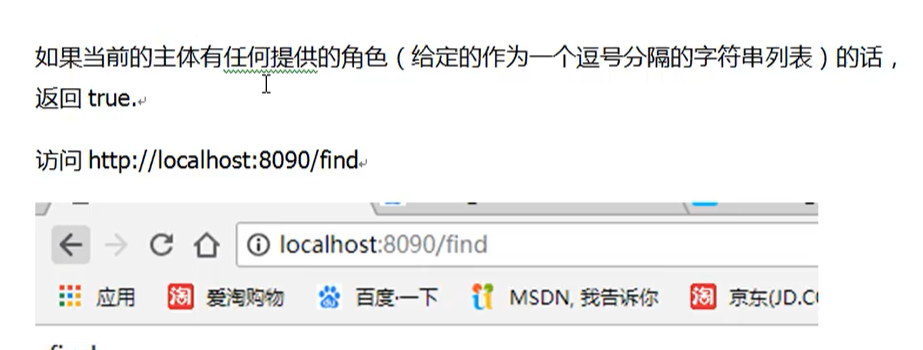 如果当前的主体有任何提供的角色（给定的作为一个逗号分隔的字符串列表）的话，
返回 true.
访问 http://localhost:8090/find
localhost:8090/find
应用 淘 爱淘购物 百度一下 MSDN, 我告诉你 淘 京东(JD.C